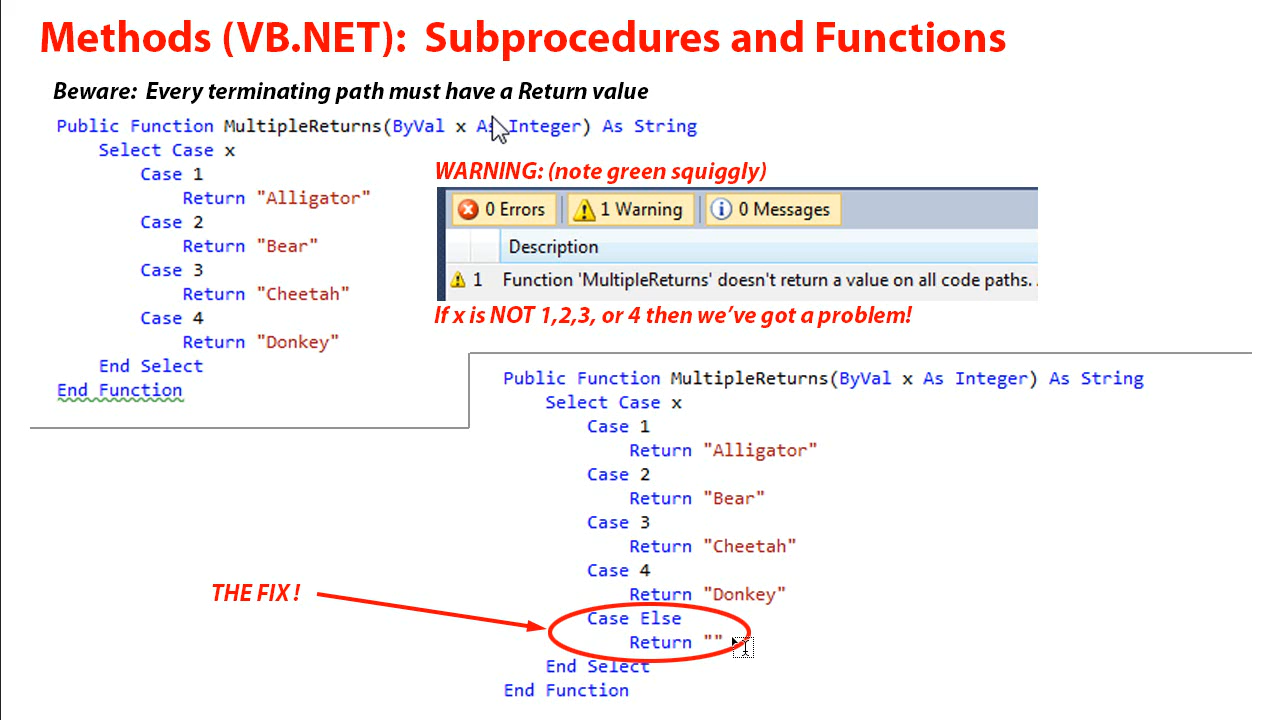 Methods (VB.NET):  Subprocedures and Functions
Beware:  Every terminating path must have a Return value
Public Function MultipleReturns(ByVal x As Integer) As String
    Select Case x
        Case 1
            Return "Alligator"
        Case 2
            Return "Bear"
        Case 3
            Return "Cheetah"
        Case 4
            Return "Donkey"
    End Select
End Function
WARNING: (note green squiggly)
0 Errors 1 Warning 0 Messages
Description
1 Function 'MultipleReturns' doesn't return a value on all code paths.
If x is NOT 1,2,3, or 4 then we've got a problem!
Public Function MultipleReturns(ByVal x As Integer) As String
    Select Case x
        Case 1
            Return "Alligator"
        Case 2
            Return "Bear"
        Case 3
            Return "Cheetah"
        Case 4
            Return "Donkey"
        Case Else
            Return ""
    End Select
End Function
THE FIX !